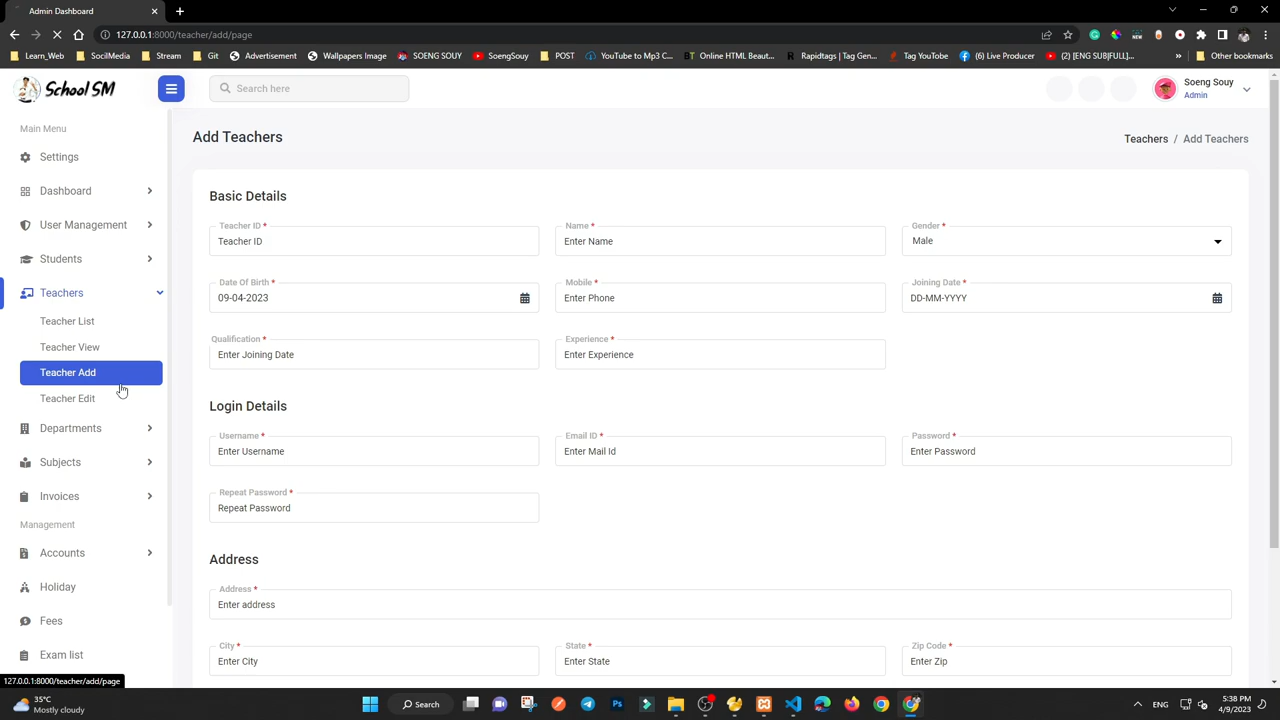 Admin Dashboard
127.0.0.1:8000/teacher/add/page
Learn_Web
SocilMedia
Stream
Git
Advertisement
Wallpapers Image
SOENG SOUY
SoengSouy
POST
YouTube to Mp3 C...
Online HTML Beautif...
Rapidtags | Tag Gen...
Tag YouTube
(6) Live Producer
[ENG SUB[FULL]...
Other bookmarks
School SM
Search here
Soeng Souy
Admin
Main Menu
Settings
Dashboard
User Management
Students
Teachers
Teacher List
Teacher View
Teacher Add
Teacher Edit
Departments
Subjects
Invoices
Management
Accounts
Holiday
Fees
Exam list
127.0.0.1:8000/teacher/add/page
Add Teachers
Teachers / Add Teachers
Basic Details
Teacher ID *
Teacher ID
Name *
Enter Name
Gender *
Male
Date Of Birth *
09-04-2023
Mobile *
Enter Phone
Joining Date *
DD-MM-YYYY
Qualification *
Enter Joining Date
Experience *
Enter Experience
Login Details
Username *
Enter Username
Email ID *
Enter Mail Id
Password *
Enter Password
Repeat Password *
Repeat Password
Address
Address *
Enter address
City *
Enter City
State *
Enter State
Zip Code *
Enter Zip
35°C
Mostly cloudy
Search
ENG
5:38 PM
4/9/2023